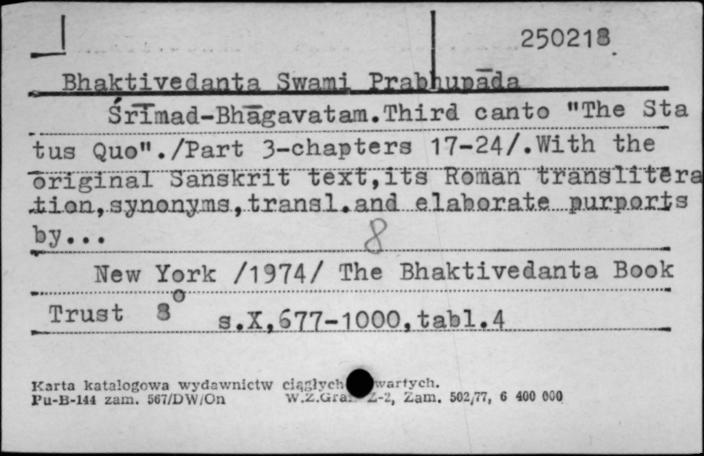 250218
Bhaktivedanta Swami Prabhupāda
Śrīmad-Bhāgavatam.Third canto "The Sta
tus Quo"./Part 3-chapters 17-24/.With the
original Sanskrit text,its Roman translitera
tion,synonyms,transl.and elaborate purports
by...
8
New York /1974/ The Bhaktivedanta Book
Trust 8° s.X,677-1000,tabl.4
Karta katalogowa wydawnictw ciągłych wartych.
Pu-B-144 zam. 567/DW/On W.Z.Graf. Z-2, Zam. 502/77, 6 400 000